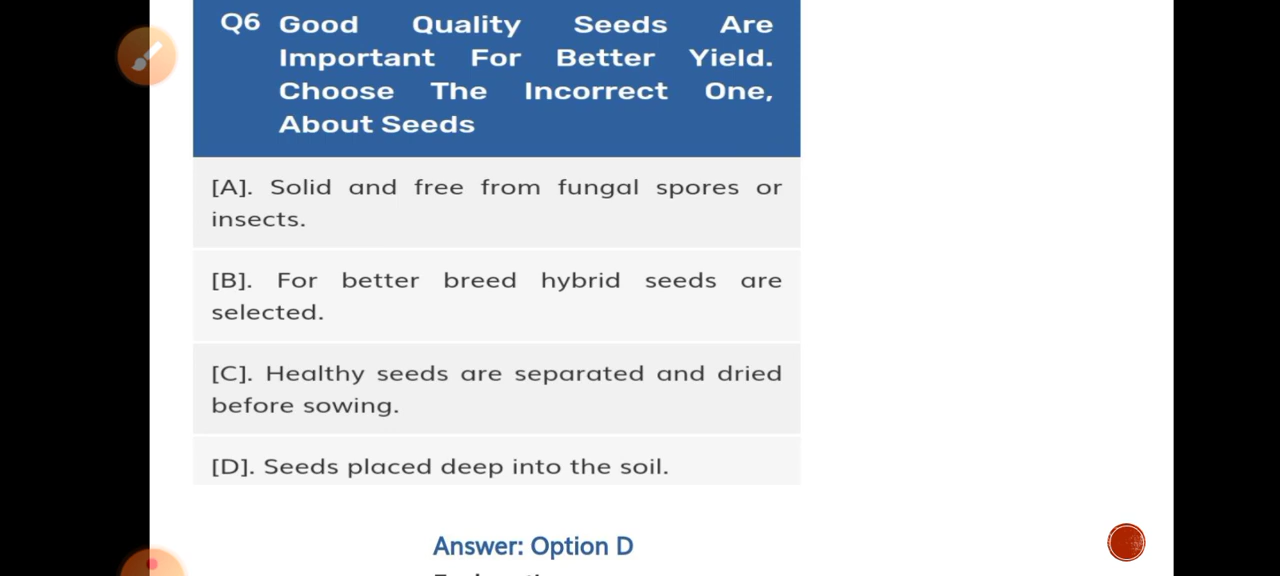 Q6 Good Quality Seeds Are
Important For Better Yield.
Choose The Incorrect One,
About Seeds
[A]. Solid and free from fungal spores or
insects.
[B]. For better breed hybrid seeds are
selected.
[C]. Healthy seeds are separated and dried
before sowing.
[D]. Seeds placed deep into the soil.
Answer: Option D